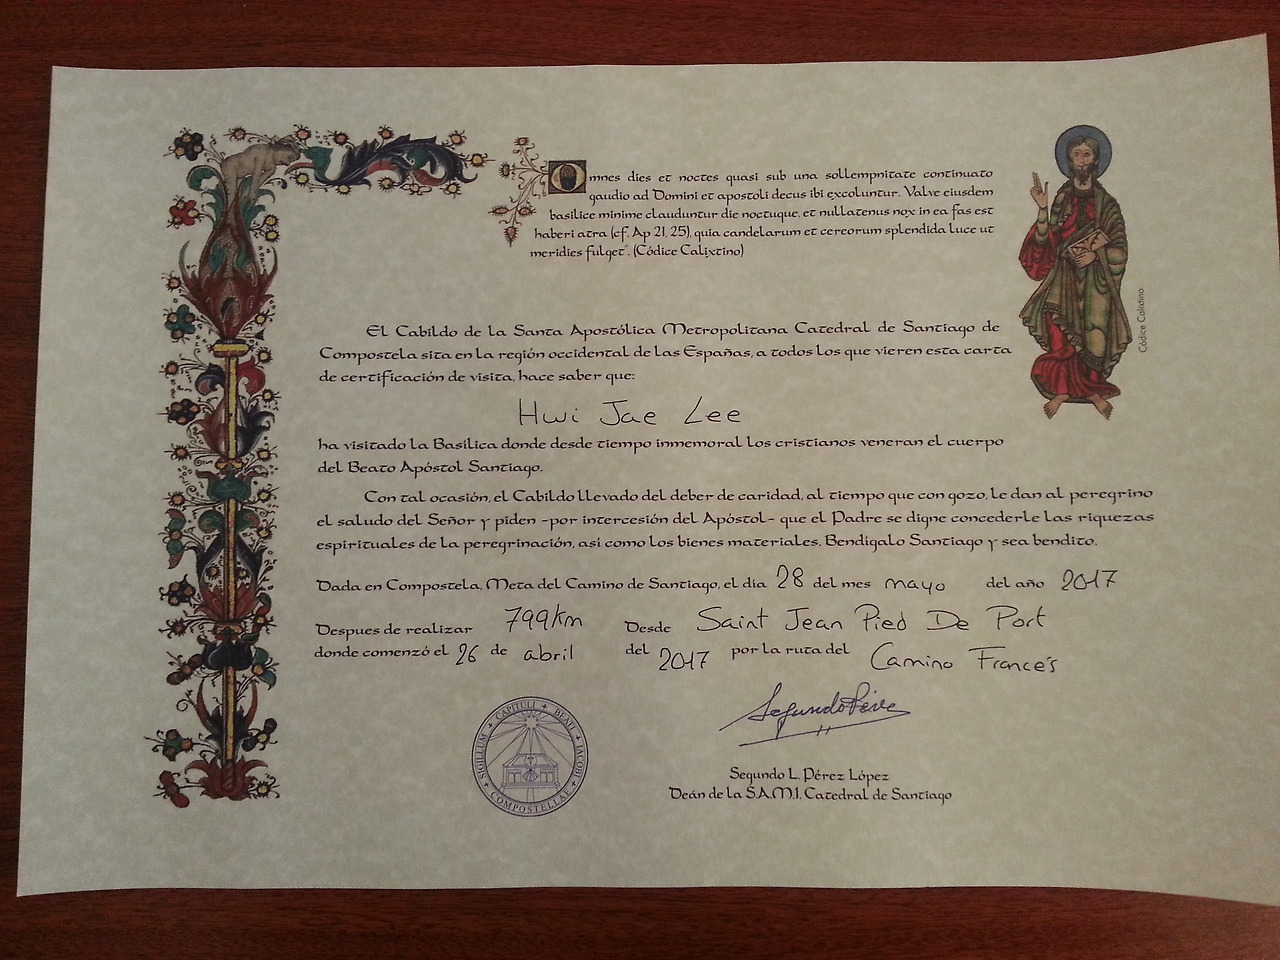 Omnes dies et noctes quasi sub una sollempnitate continuato
gaudio ad Domini et apostoli decus ibi excoluntur. Valve eiusdem
basilice minime clauduntur die noctuque, et nullatenus nox in ea fas est
haberi atra (cf. Ap 21, 25), quia candelarum et cereorum splendida luce ut
meridies fulget". (Códice Calixtino)
Códice Calixtino
El Cabildo de la Santa Apostólica Metropolitana Catedral de Santiago de
Compostela sita en la región occidental de las Españas, a todos los que vieren esta carta
de certificación de visita, hace saber que:
Hwi Jae Lee
ha visitado la Basílica donde desde tiempo inmemoral los cristianos veneran el cuerpo
del Beato Apóstol Santiago.
Con tal ocasión, el Cabildo llevado del deber de caridad, al tiempo que con gozo, le dan al peregrino
el saludo del Señor y piden -por intercesión del Apóstol- que el Padre se digne concederle las riquezas
espirituales de la peregrinación, así como los bienes materiales. Bendígalo Santiago y sea bendito.
Dada en Compostela, Meta del Camino de Santiago, el día 28 del mes mayo del año 2017
Despues de realizar 799km Desde Saint Jean Pied De Port
donde comenzó el 26 de abril del 2017 por la ruta del Camino Francés
SIGILLUM + CAPITULI + BEATI + IACOBI + COMPOSTELLAE +
Segundo Pérez
Segundo L. Pérez López
Deán de la S.A.M.I. Catedral de Santiago